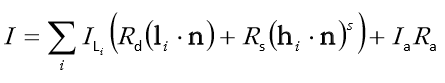 I = ∑_i I_{L_i} (R_d(𝐥_i · 𝐧) + R_s(𝐡_i · 𝐧)^s) + I_a R_a